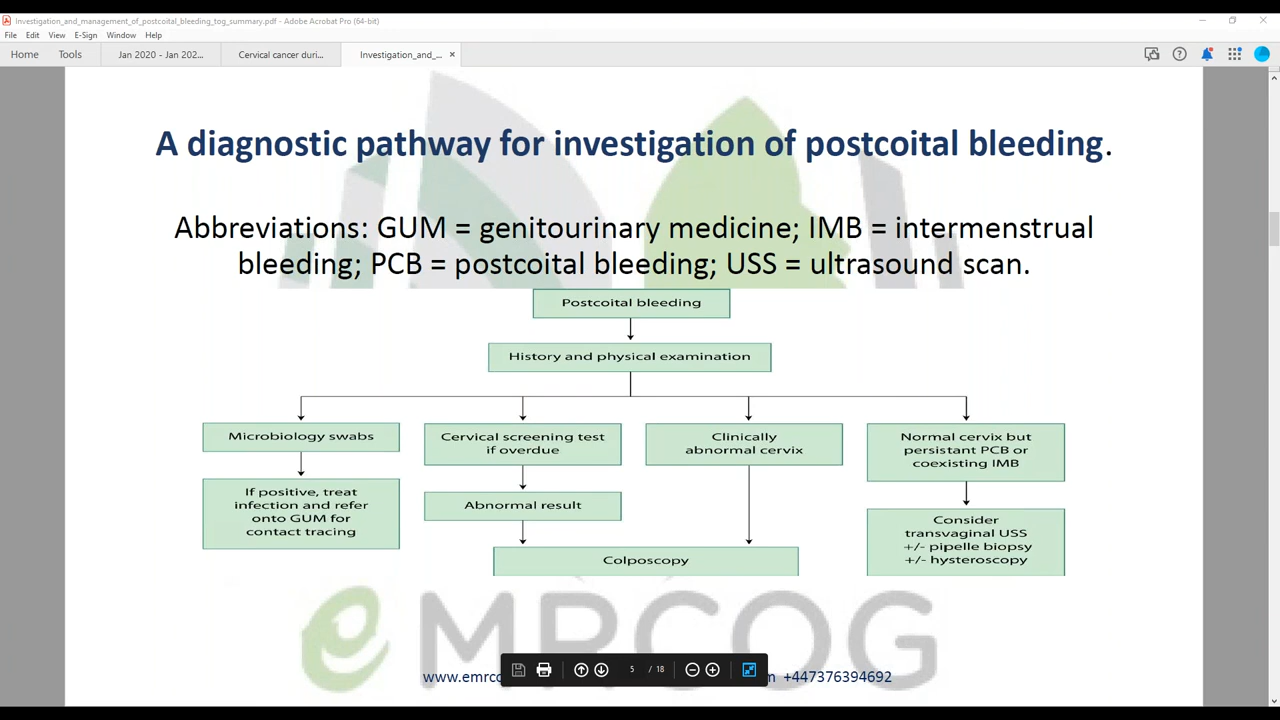 Investigation_and_management_of_postcoital_bleeding_tog_summary.pdf - Adobe Acrobat Pro (64-bit)
File Edit View E-Sign Window Help
Home Tools Jan 2020 - Jan 202... Cervical cancer duri... Investigation_and_... ×
A diagnostic pathway for investigation of postcoital bleeding.
Abbreviations: GUM = genitourinary medicine; IMB = intermenstrual
bleeding; PCB = postcoital bleeding; USS = ultrasound scan.
Postcoital bleeding
History and physical examination
Microbiology swabs
If positive, treat
infection and refer
onto GUM for
contact tracing
Cervical screening test
if overdue
Abnormal result
Clinically
abnormal cervix
Colposcopy
Normal cervix but
persistant PCB or
coexisting IMB
Consider
transvaginal USS
+/- pipelle biopsy
+/- hysteroscopy
eMRCOG
5 / 18
www.emrco
m +447376394692